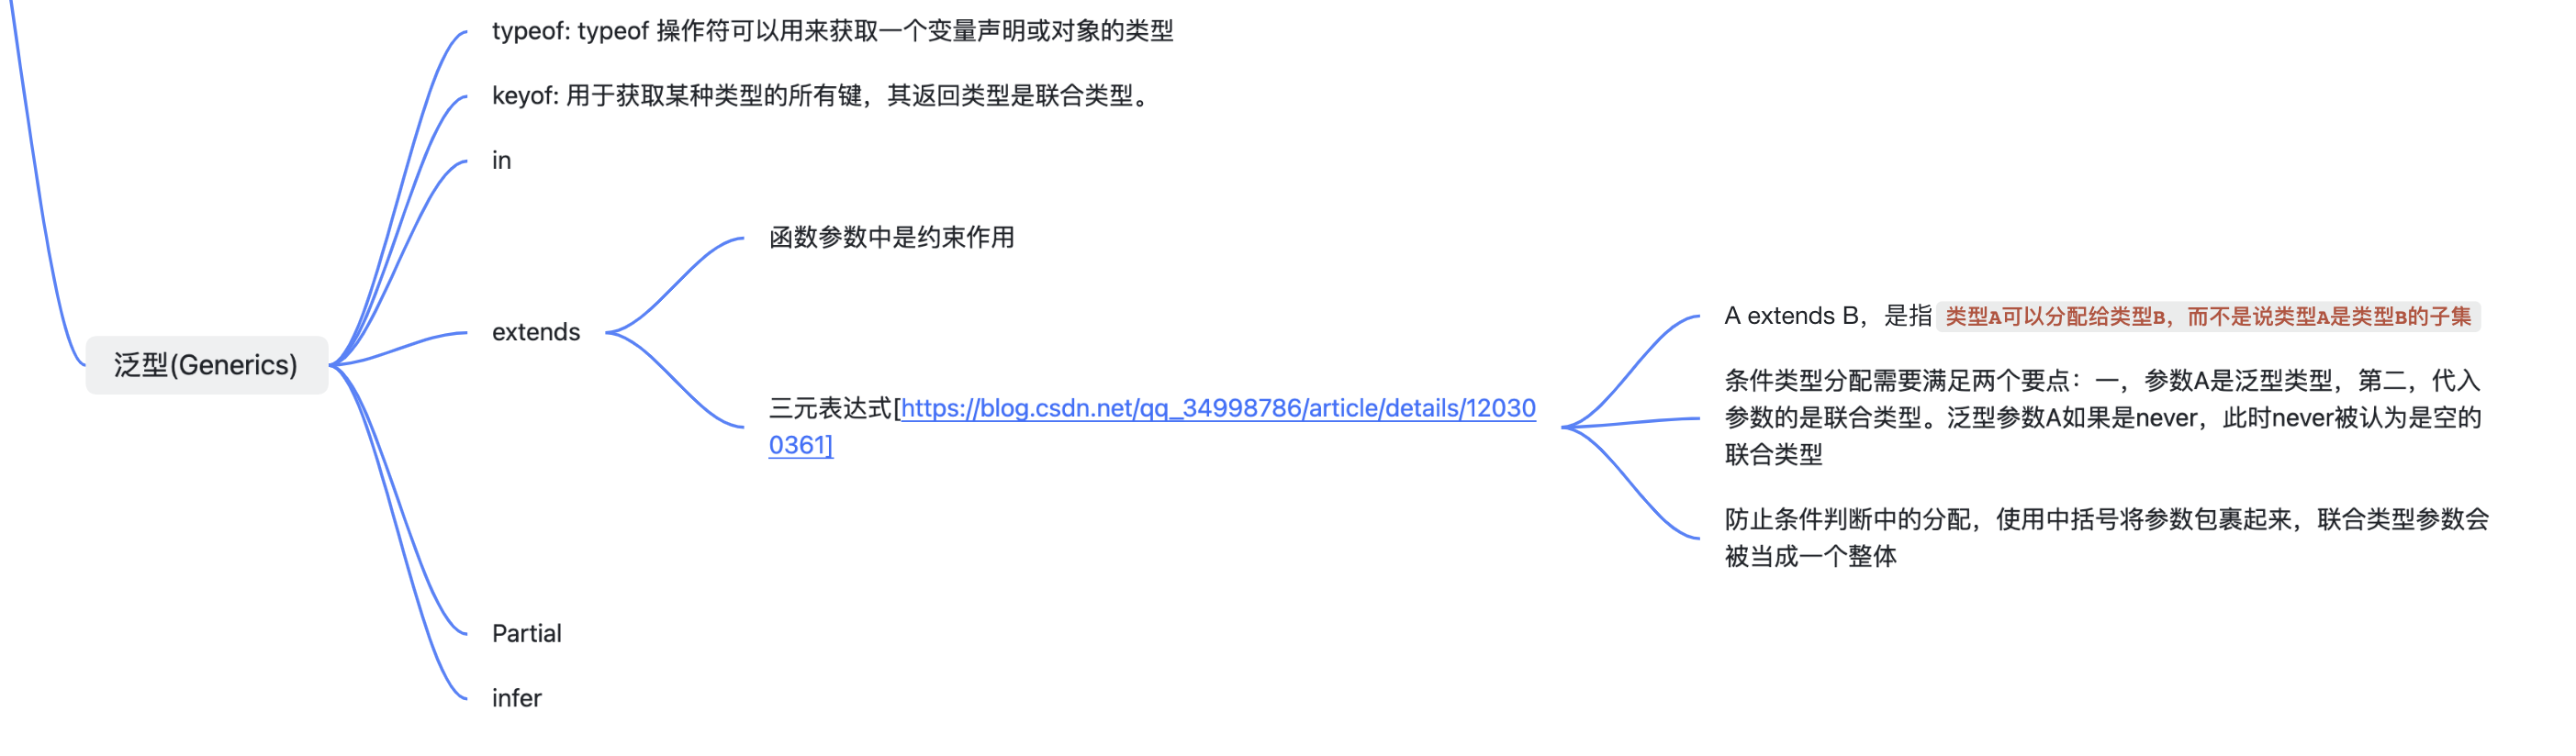 typeof: typeof 操作符可以用来获取一个变量声明或对象的类型
keyof: 用于获取某种类型的所有键，其返回类型是联合类型。
in
函数参数中是约束作用
A extends B，是指 类型A可以分配给类型B，而不是说类型A是类型B的子集
extends
泛型(Generics)
条件类型分配需要满足两个要点：一，参数A是泛型类型，第二，代入
参数的是联合类型。泛型参数A如果是never，此时never被认为是空的
联合类型
三元表达式[https://blog.csdn.net/qq_34998786/article/details/12030
0361]
防止条件判断中的分配，使用中括号将参数包裹起来，联合类型参数会
被当成一个整体
Partial
infer